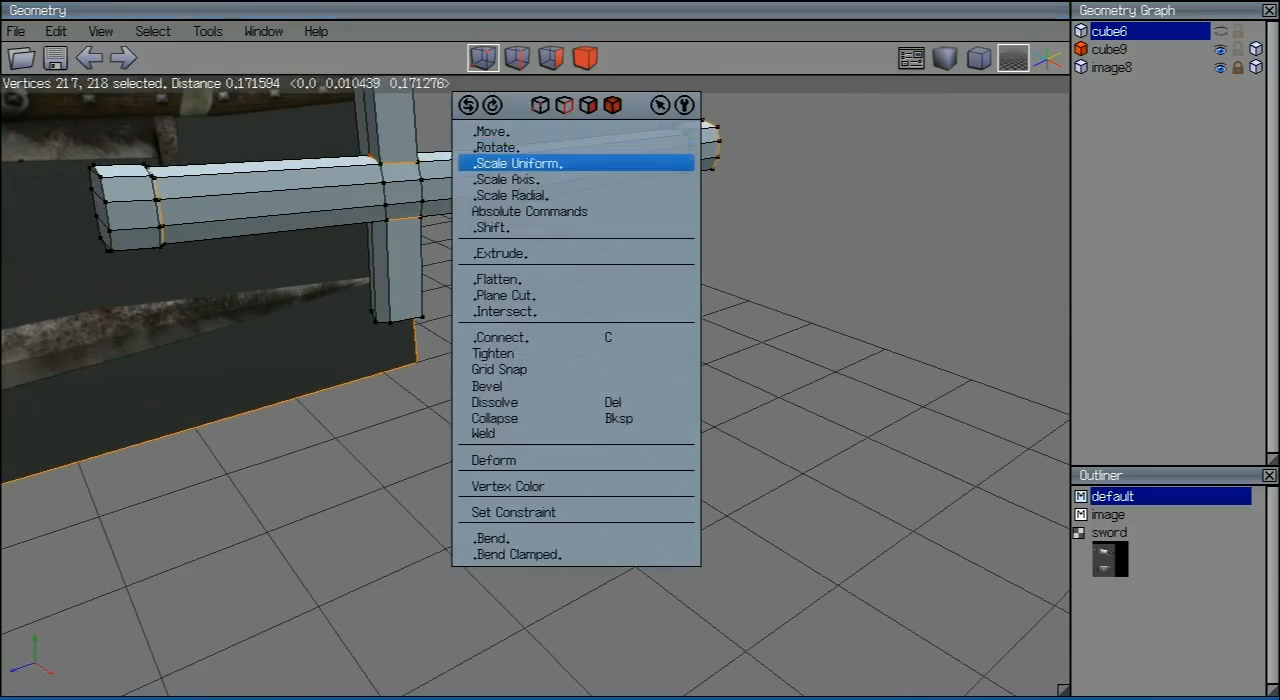 Geometry
File Edit View Select Tools Window Help
Vertices 217, 218 selected. Distance 0.171594 <0.0 0.010439 0.171276>
.Move.
.Rotate.
.Scale Uniform.
.Scale Axis.
.Scale Radial.
Absolute Commands
.Shift.
.Extrude.
.Flatten.
.Plane Cut.
.Intersect.
.Connect. C
Tighten
Grid Snap
Bevel
Dissolve Del
Collapse Bksp
Weld
Deform
Vertex Color
Set Constraint
.Bend.
.Bend Clamped.
Geometry Graph
cube6
cube9
image8
Outliner
M default
M image
sword